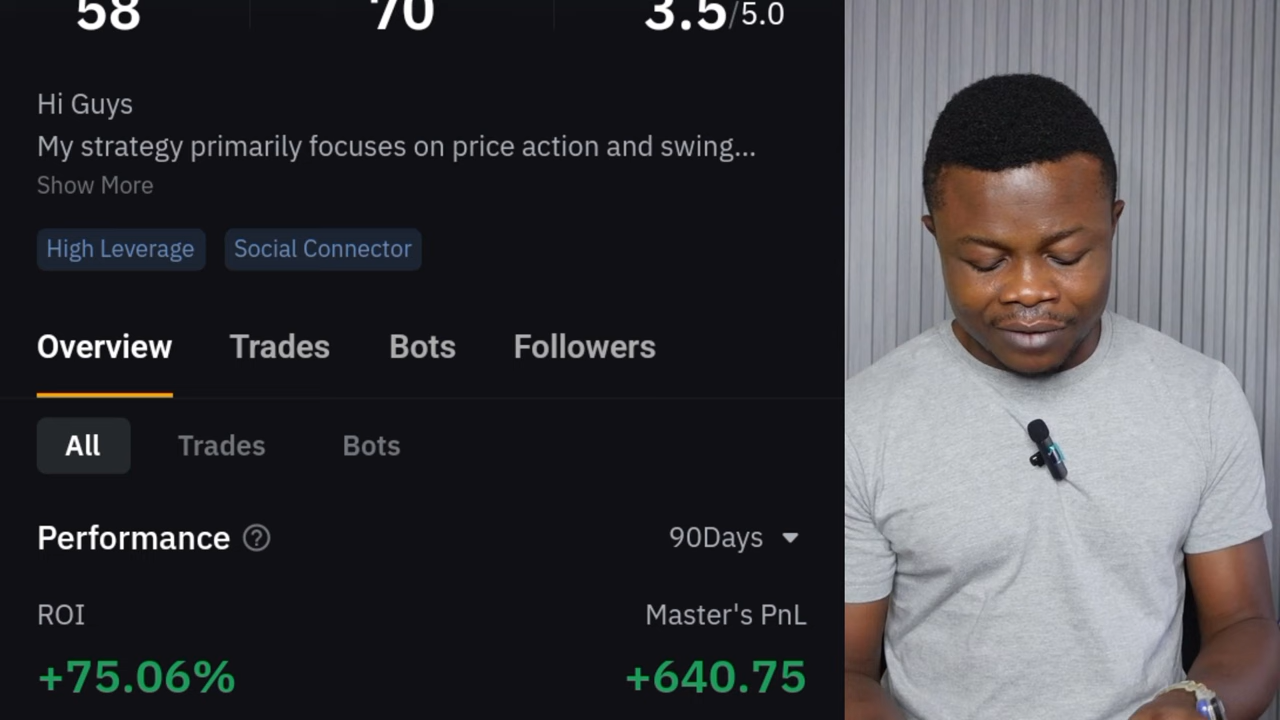 58 70 3.5/5.0
Hi Guys
My strategy primarily focuses on price action and swing...
Show More
High Leverage Social Connector
Overview Trades Bots Followers
All Trades Bots
Performance ? 90Days
ROI Master's PnL
+75.06% +640.75